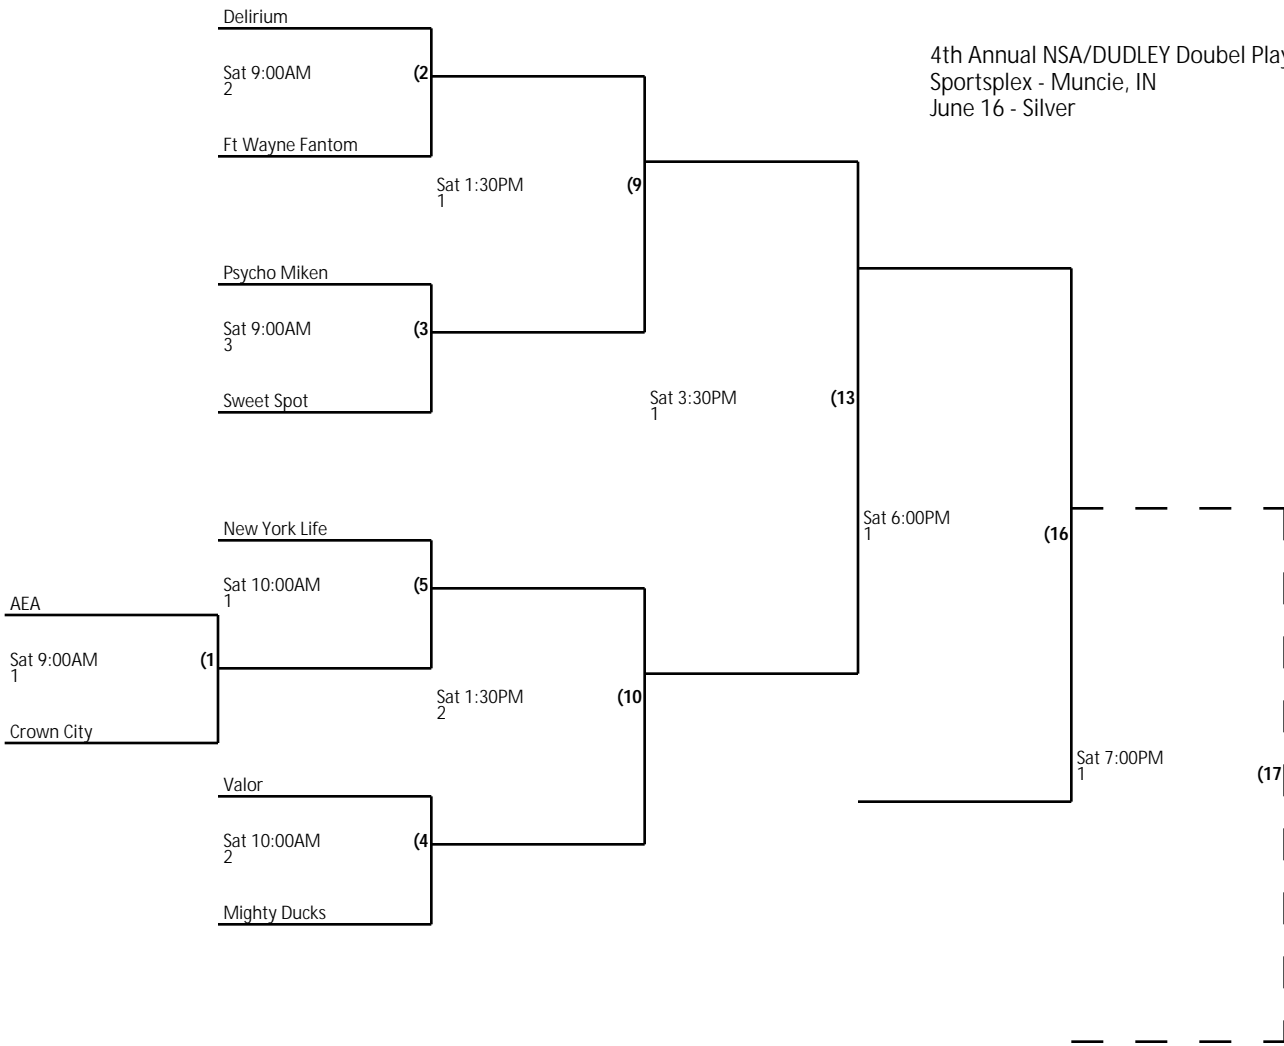 Delirium
4th Annual NSA/DUDLEY Doubel Play
Sportsplex - Muncie, IN
June 16 - Silver
Sat 9:00AM
2
(2
Ft Wayne Fantom
Sat 1:30PM
1
(9
Psycho Miken
Sat 9:00AM
3
(3
Sweet Spot
Sat 3:30PM
1
(13
New York Life
Sat 6:00PM
1
(16
Sat 10:00AM
1
(5
AEA
Sat 9:00AM
1
(1
Sat 1:30PM
2
(10
Crown City
Sat 7:00PM
1
(17
Valor
Sat 10:00AM
2
(4
Mighty Ducks